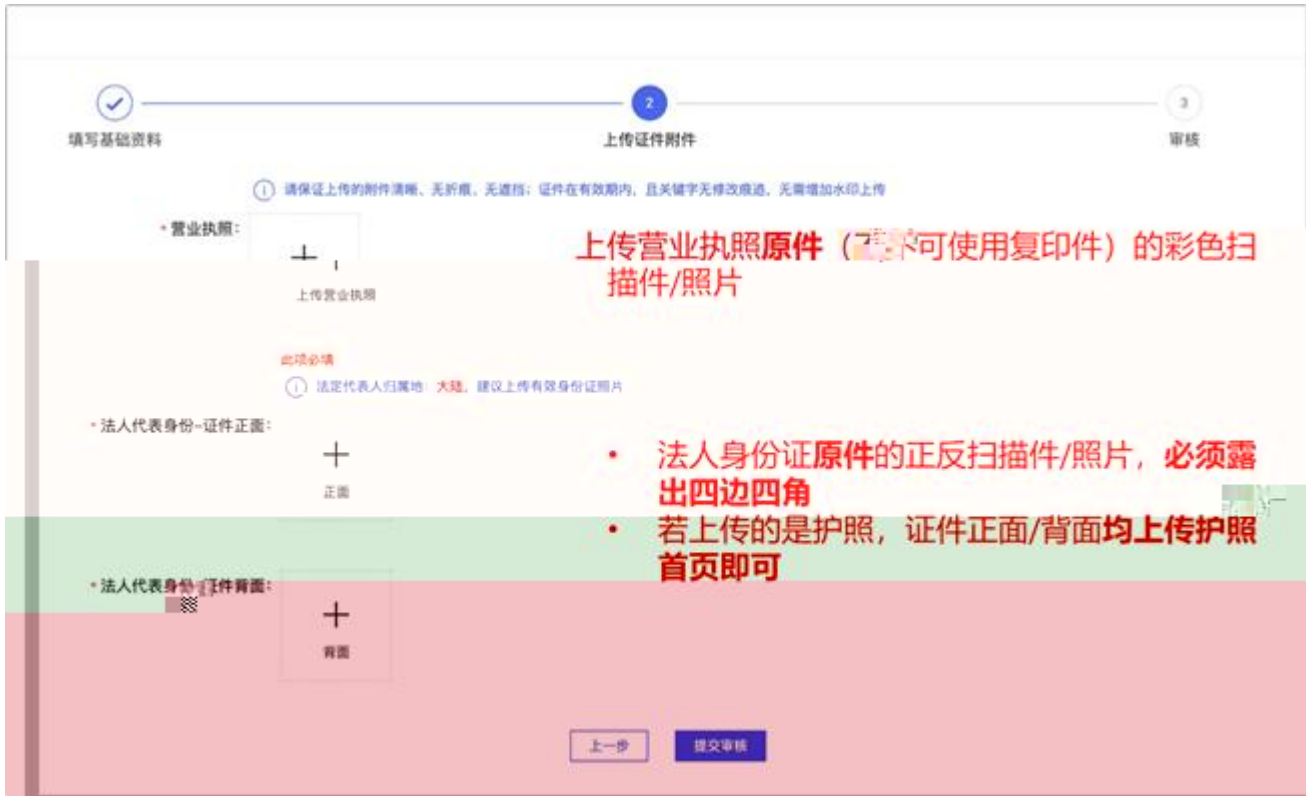 2
3
填写基础资料
上传证件附件
审核
请保证上传的附件清晰、无折痕，无遮挡；证件在有效期内，且关键字无修改痕迹，无需增加水印上传
* 营业执照：
上传营业执照原件（不可使用复印件）的彩色扫
描件/照片
上传营业执照
此项必填
法定代表人归属地：大陆，建议上传有效身份证照片
* 法人代表身份-证件正面：
正面
• 法人身份证原件的正反扫描件/照片，必须露
出四边四角
• 若上传的是护照，证件正面/背面均上传护照
首页即可
* 法人代表身份-证件背面：
背面
上一步
提交审核